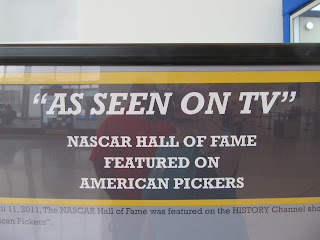 "AS SEEN ON TV"
NASCAR HALL OF FAME
FEATURED ON
AMERICAN PICKERS
11, 2011, The NASCAR Hall of Fame was featured on the HISTORY Channel
Pickers".